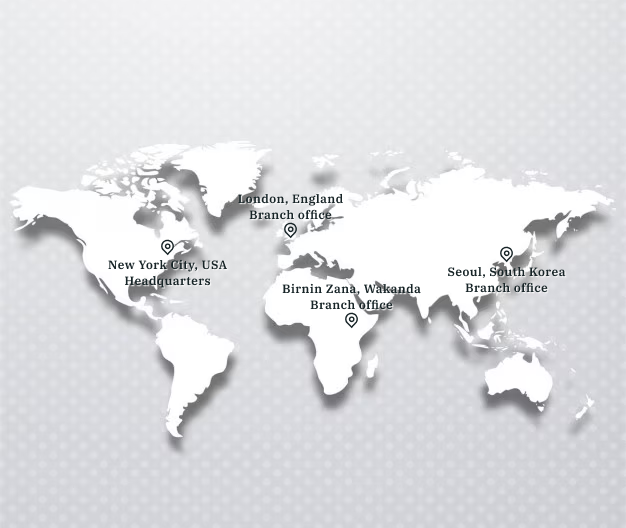 London, England
Branch office
New York City, USA
Headquarters
Birnin Zana, Wakanda
Branch office
Seoul, South Korea
Branch office